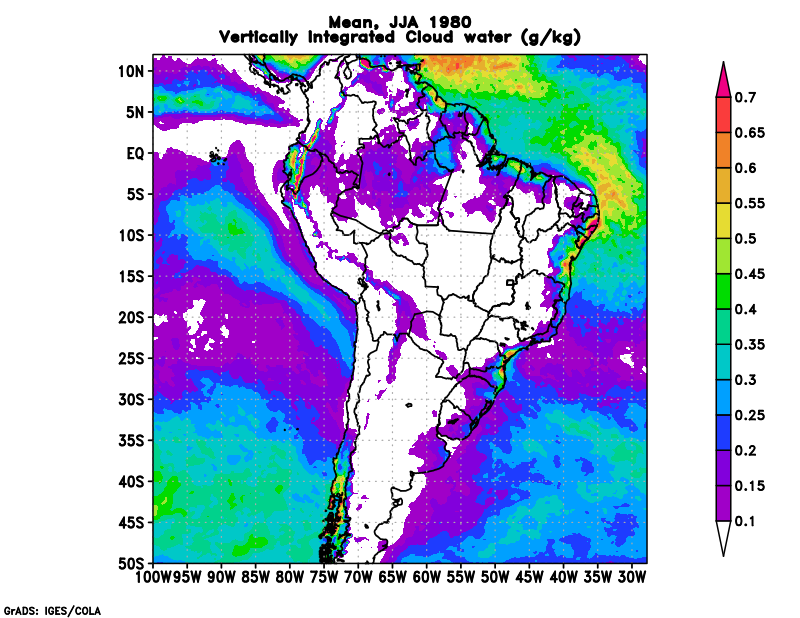 Mean, JJA 1980
Vertically Integrated Cloud water (g/kg)
10N
5N
EQ
5S
10S
15S
20S
25S
30S
35S
40S
45S
50S
100W 95W 90W 85W 80W 75W 70W 65W 60W 55W 50W 45W 40W 35W 30W
0.7
0.65
0.6
0.55
0.5
0.45
0.4
0.35
0.3
0.25
0.2
0.15
0.1
GrADS: IGES/COLA